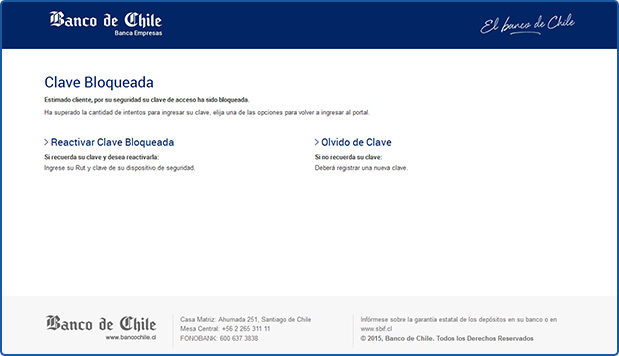 Banco de Chile
Banca Empresas
El banco de Chile
Clave Bloqueada
Estimado cliente, por su seguridad su clave de acceso ha sido bloqueada.
Ha superado la cantidad de intentos para ingresar su clave, elija una de las opciones para volver a ingresar al portal.
> Reactivar Clave Bloqueada
Si recuerda su clave y desea reactivarla:
Ingrese su Rut y clave de su dispositivo de seguridad.
> Olvido de Clave
Si no recuerda su clave:
Deberá registrar una nueva clave.
Banco de Chile
www.bancochile.cl
Casa Matriz: Ahumada 251, Santiago de Chile
Mesa Central: +56 2 265 311 11
FONOBANK: 600 637 3838
Infórmese sobre la garantía estatal de los depósitos en su banco o en
www.sbif.cl
© 2015, Banco de Chile. Todos los Derechos Reservados